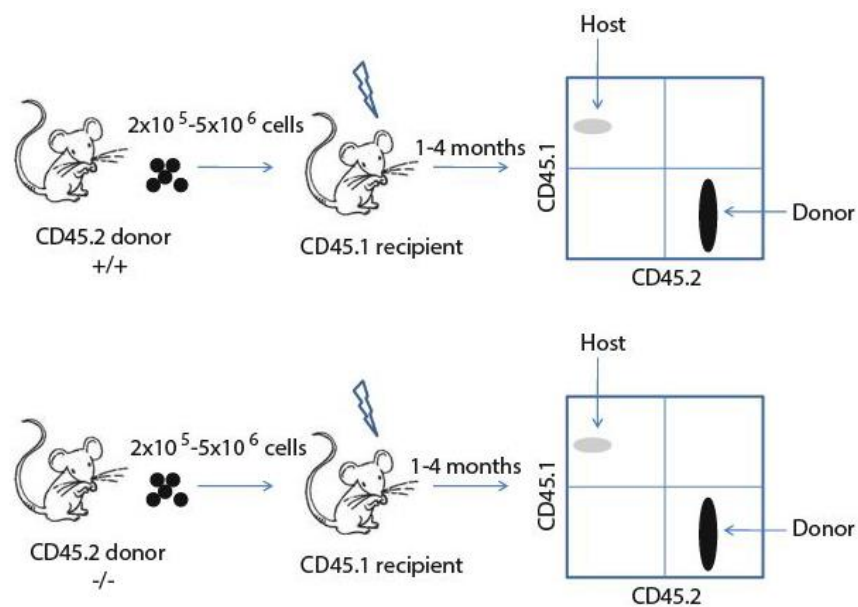 Host
2x10 5-5x10 6 cells
1-4 months
CD45.1
Donor
CD45.2 donor
+/+
CD45.1 recipient
CD45.2
Host
2x10 5-5x10 6 cells
1-4 months
CD45.1
Donor
CD45.2 donor
-/-
CD45.1 recipient
CD45.2